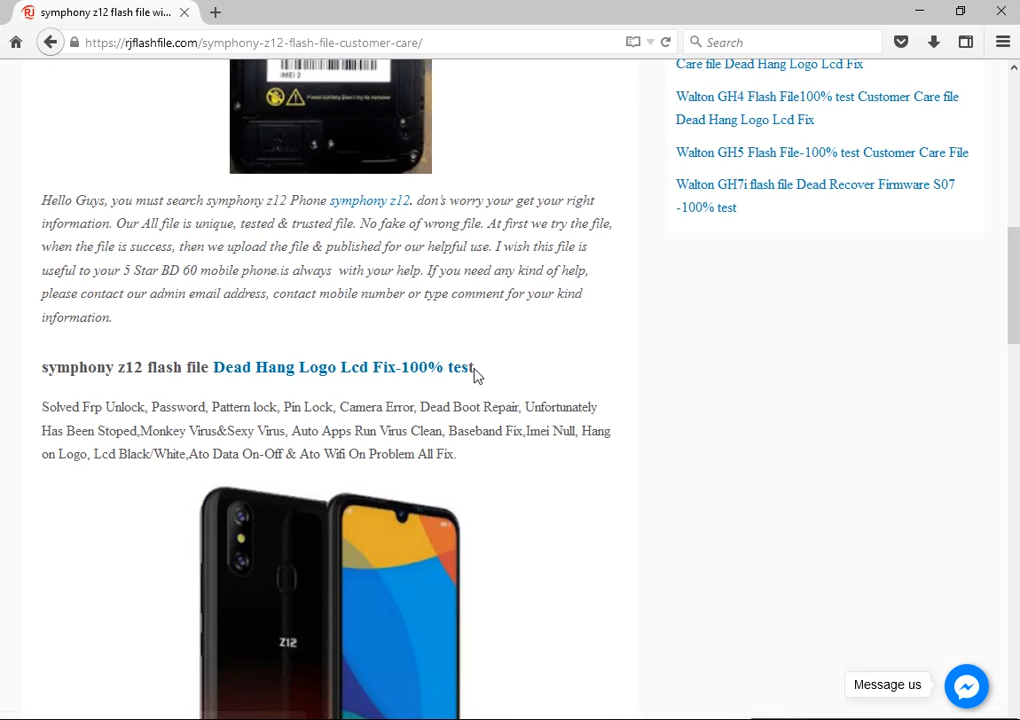 symphony z12 flash file wi...
https://rjflashfile.com/symphony-z12-flash-file-customer-care/
Search
IMEI 2
Fixed battery.Don't try to remove
Hello Guys, you must search symphony z12 Phone symphony z12. don's worry your get your right
information. Our All file is unique, tested & trusted file. No fake of wrong file. At first we try the file,
when the file is success, then we upload the file & published for our helpful use. I wish this file is
useful to your 5 Star BD 60 mobile phone.is always with your help. If you need any kind of help,
please contact our admin email address, contact mobile number or type comment for your kind
information.
symphony z12 flash file Dead Hang Logo Lcd Fix-100% test
Solved Frp Unlock, Password, Pattern lock, Pin Lock, Camera Error, Dead Boot Repair, Unfortunately
Has Been Stoped,Monkey Virus&Sexy Virus, Auto Apps Run Virus Clean, Baseband Fix,Imei Null, Hang
on Logo, Lcd Black/White,Ato Data On-Off & Ato Wifi On Problem All Fix.
Z12
Care file Dead Hang Logo Lcd Fix
Walton GH4 Flash File100% test Customer Care file
Dead Hang Logo Lcd Fix
Walton GH5 Flash File-100% test Customer Care File
Walton GH7i flash file Dead Recover Firmware S07
-100% test
Message us